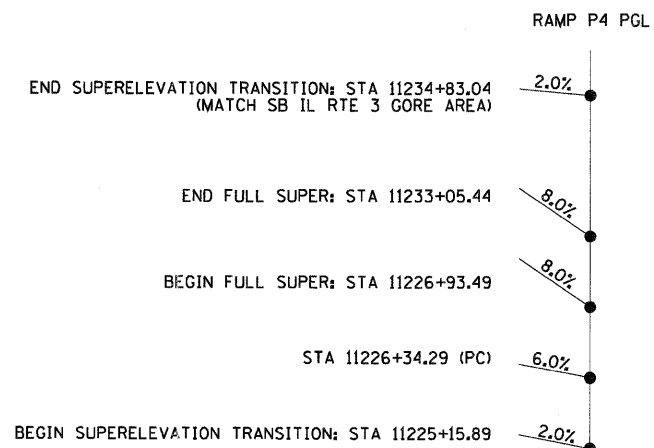 RAMP P4 PGL
END SUPERELEVATION TRANSITION: STA 11234+83.04
(MATCH SB IL RTE 3 GORE AREA)
2.0%
END FULL SUPER: STA 11233+05.44
8.0%
BEGIN FULL SUPER: STA 11226+93.49
8.0%
STA 11226+34.29 (PC)
6.0%
BEGIN SUPERELEVATION TRANSITION: STA 11225+15.89
2.0%